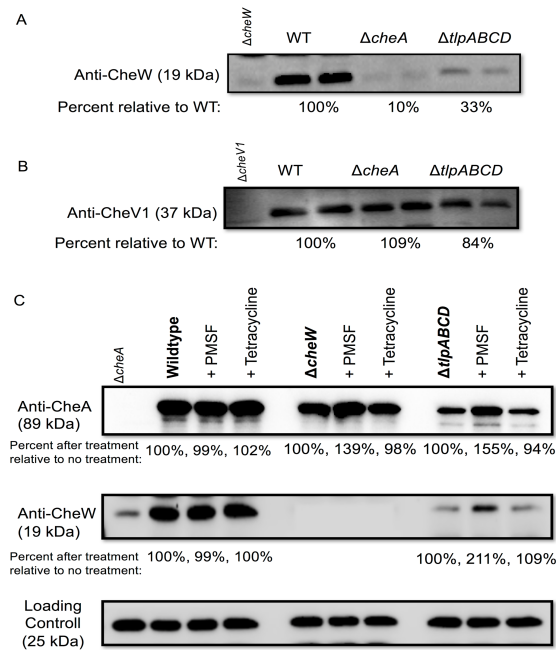 A
ΔcheW
WT
ΔcheA
ΔtlpABCD
Anti-CheW (19 kDa)
Percent relative to WT:
100%
10%
33%
B
ΔcheV1
WT
ΔcheA
ΔtlpABCD
Anti-CheV1 (37 kDa)
Percent relative to WT:
100%
109%
84%
C
ΔcheA
Wildtype
+ PMSF
+ Tetracycline
ΔcheW
+ PMSF
+ Tetracycline
ΔtlpABCD
+ PMSF
+ Tetracycline
Anti-CheA
(89 kDa)
Percent after treatment
relative to no treatment:
100%, 99%, 102%
100%, 139%, 98%
100%, 155%, 94%
Anti-CheW
(19 kDa)
Percent after treatment
relative to no treatment:
100%, 99%, 100%
100%, 211%, 109%
Loading
Controll
(25 kDa)